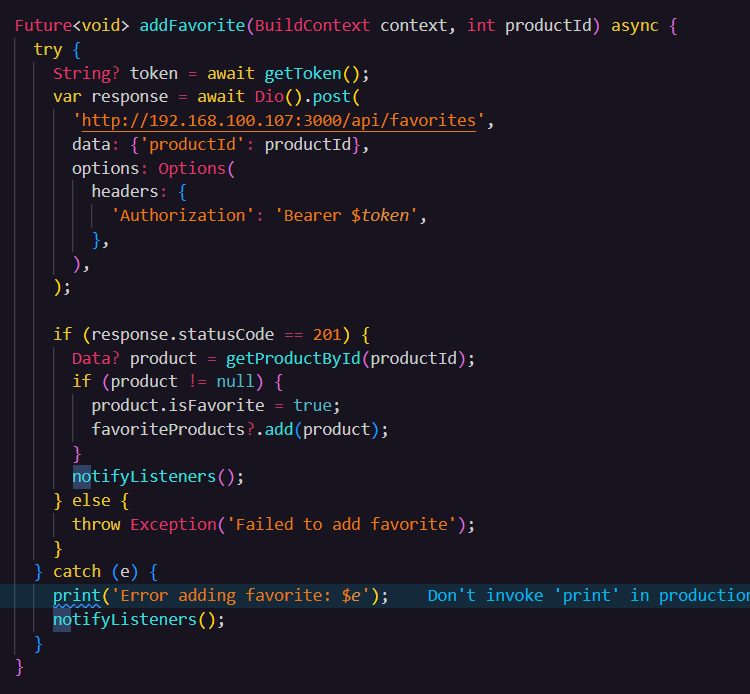 Future<void> addFavorite(BuildContext context, int productId) async {
try {
String? token = await getToken();
var response = await Dio().post(
'http://192.168.100.107:3000/api/favorites',
data: {'productId': productId},
options: Options(
headers: {
'Authorization': 'Bearer $token',
},
),
);
if (response.statusCode == 201) {
Data? product = getProductById(productId);
if (product != null) {
product.isFavorite = true;
favoriteProducts?.add(product);
}
notifyListeners();
} else {
throw Exception('Failed to add favorite');
}
} catch (e) {
print('Error adding favorite: $e'); Don't invoke 'print' in production
notifyListeners();
}
}